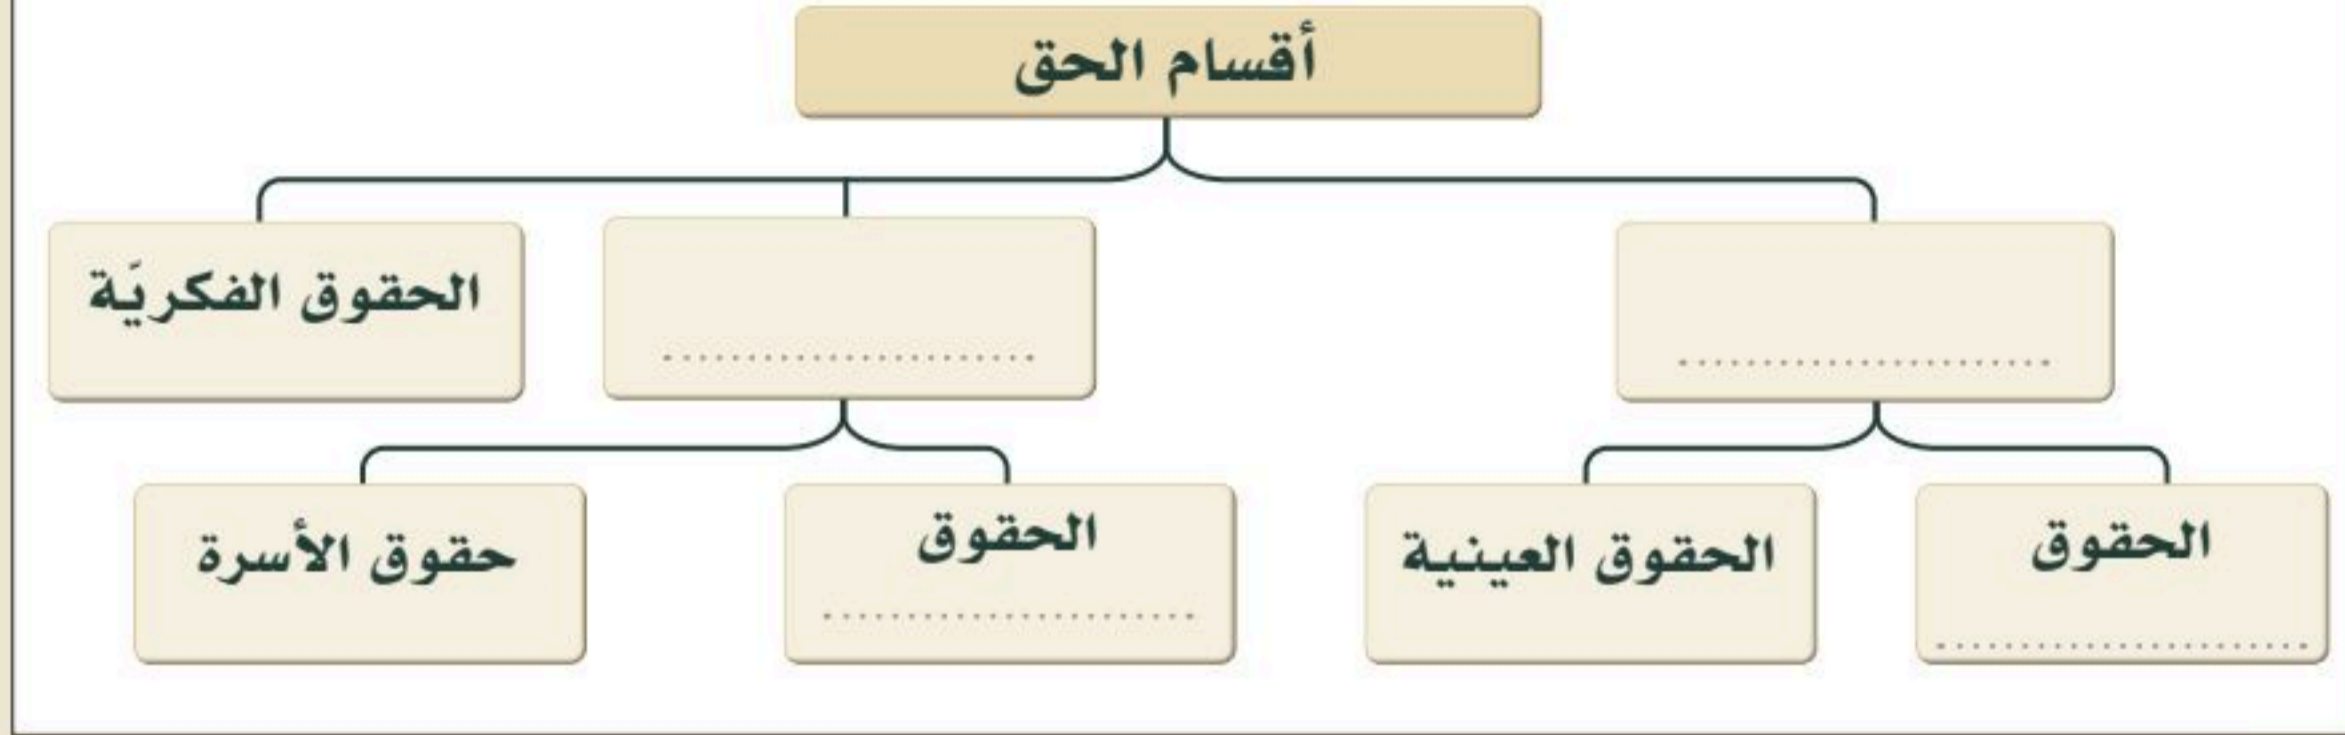 أقسام الحق
......................
......................
الحقوق الفكريَّة
الحقوق
......................
الحقوق العينية
الحقوق
......................
حقوق الأسرة